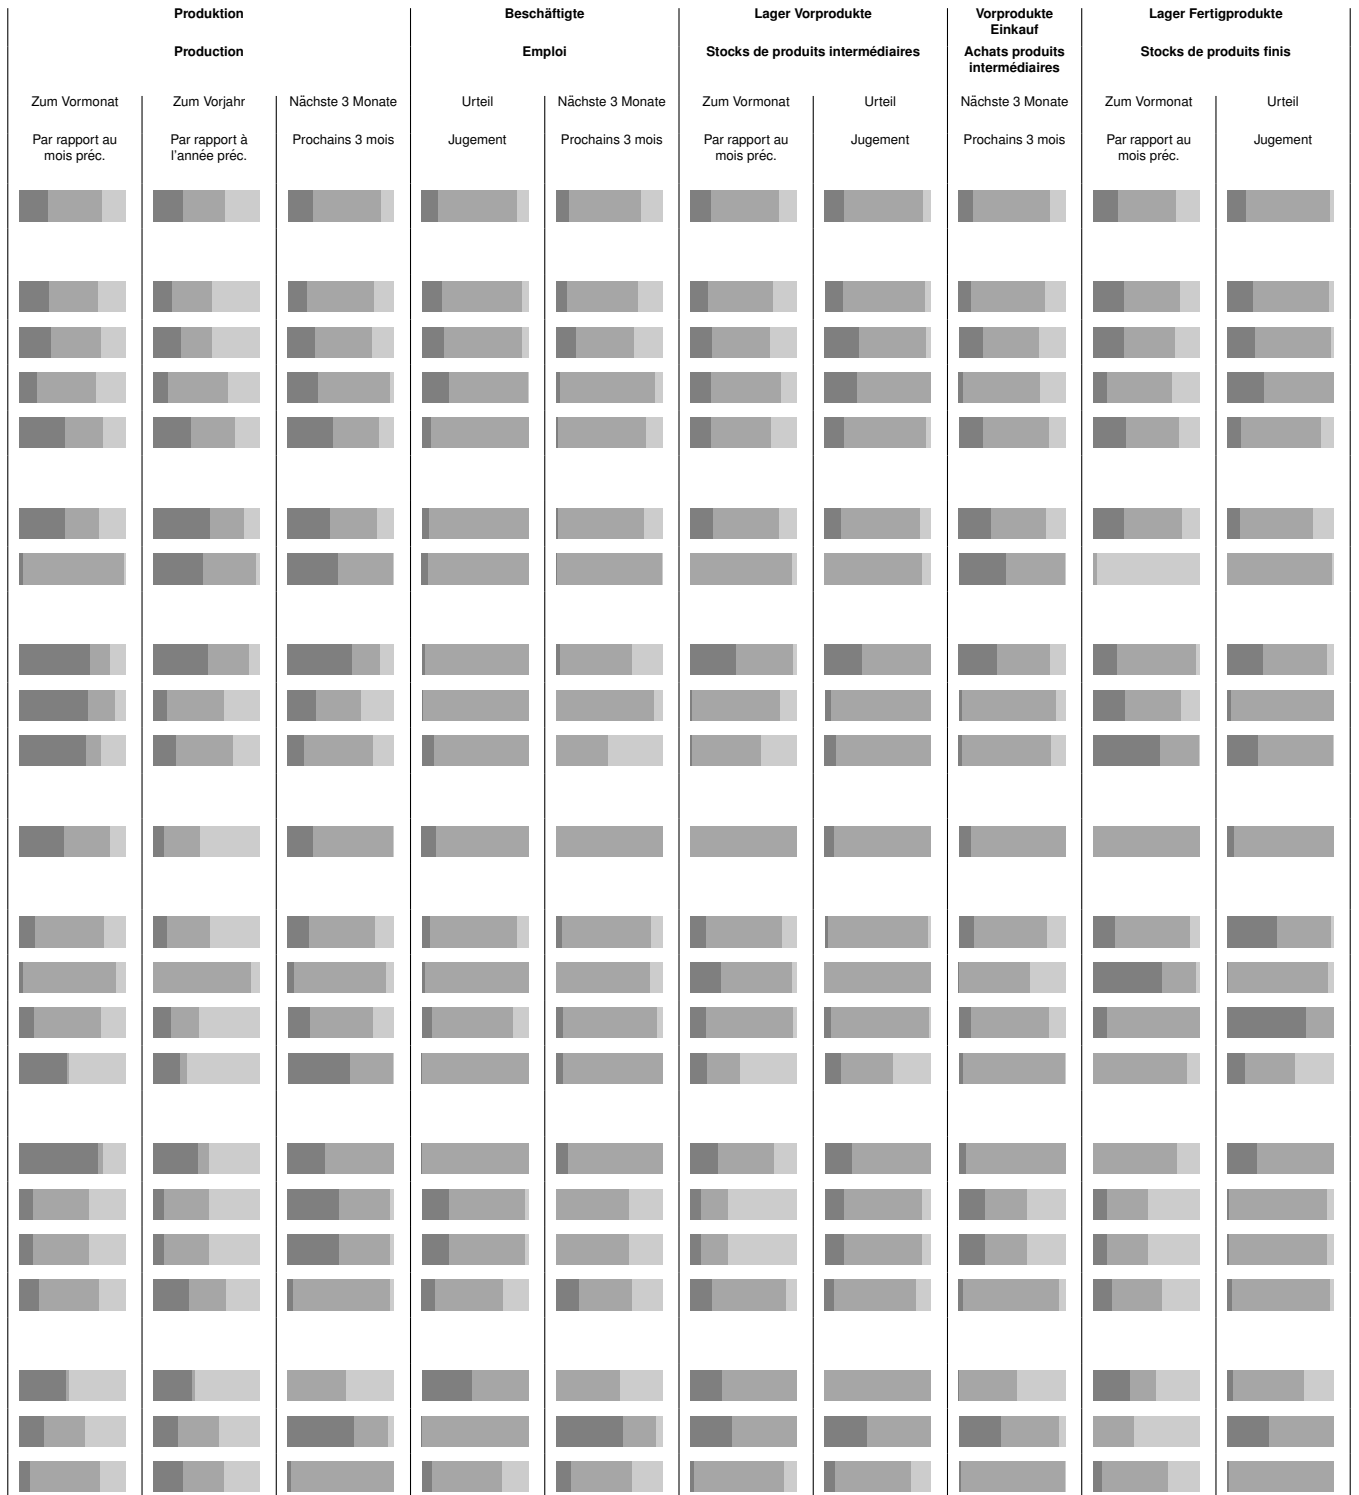 Produktion
Beschäftigte
Lager Vorprodukte
Vorprodukte
Einkauf
Lager Fertigprodukte
Production
Emploi
Stocks de produits intermédiaires
Achats produits
intermédiaires
Stocks de produits finis
Zum Vormonat
Zum Vorjahr
Nächste 3 Monate
Urteil
Nächste 3 Monate
Zum Vormonat
Urteil
Nächste 3 Monate
Zum Vormonat
Urteil
Par rapport au
mois préc.
Par rapport à
l'année préc.
Prochains 3 mois
Jugement
Prochains 3 mois
Par rapport au
mois préc.
Jugement
Prochains 3 mois
Par rapport au
mois préc.
Jugement